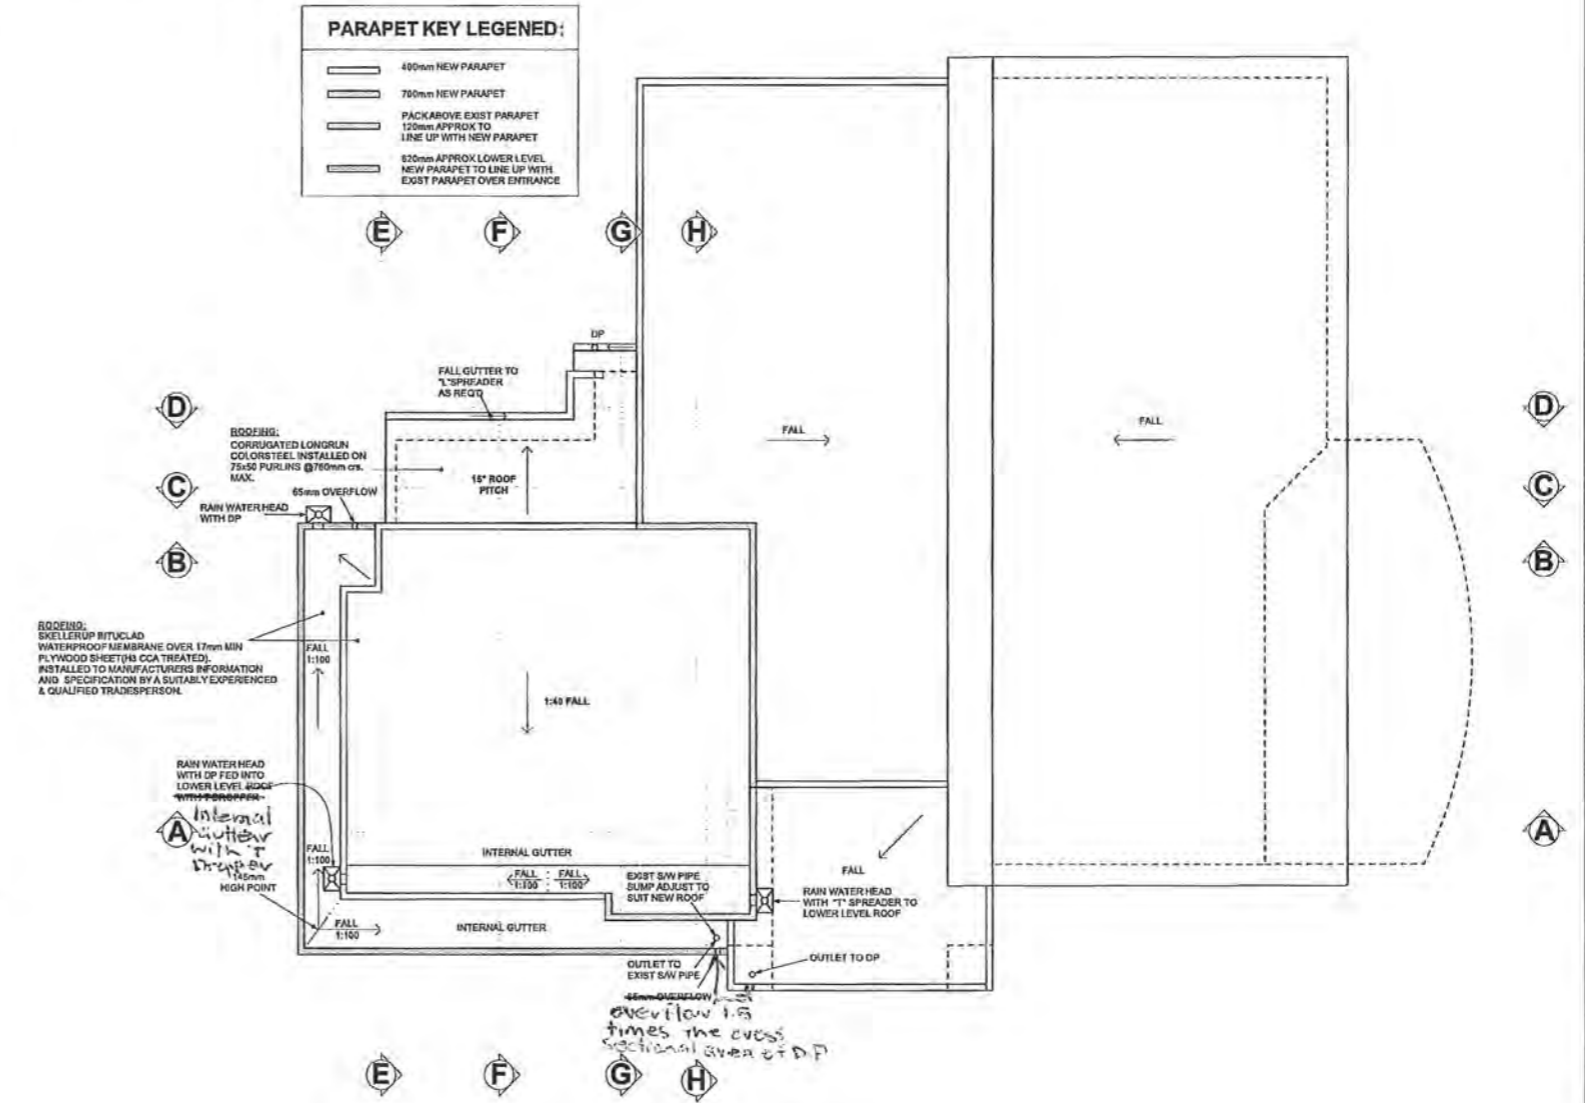 PARAPET KEY LEGENED:
400mm NEW PARAPET
700mm NEW PARAPET
PACKABOVE EXIST PARAPET
120mm APPROX TO
LINE UP WITH NEW PARAPET
620mm APPROX LOWER LEVEL
NEW PARAPET TO LINE UP WITH
EXIST PARAPET OVER ENTRANCE
E F G H
DP
FALL GUTTER TO
"L"SPREADER
AS REQ'D
D
D
ROOFING:
CORRUGATED LONGRUN
COLORSTEEL INSTALLED ON
75x50 PURLINS @760mm crs.
MAX.
FALL
FALL
15° ROOF
PITCH
C
C
65mm OVERFLOW
RAIN WATER HEAD
WITH DP
B
B
ROOFING:
SKELLERUP BITUCLAD
WATERPROOF MEMBRANE OVER 17mm MIN
PLYWOOD SHEET(H3 CCA TREATED).
INSTALLED TO MANUFACTURERS INFORMATION
AND SPECIFICATION BY A SUITABLY EXPERIENCED
& QUALIFIED TRADESPERSON.
FALL
1:100
1:40 FALL
RAIN WATER HEAD
WITH DP FED INTO
LOWER LEVEL ROOF
Internal
Gutter
with T
Dropper
A
A
145mm
HIGH POINT
FALL
1:100
INTERNAL GUTTER
FALL
1:100
FALL
1:100
EXIST S/W PIPE
SUMP ADJUST TO
SUIT NEW ROOF
FALL
RAIN WATER HEAD
WITH "T" SPREADER TO
LOWER LEVEL ROOF
FALL
1:100
INTERNAL GUTTER
OUTLET TO
EXIST S/W PIPE
OUTLET TO DP
65mm OVERFLOW
overflow 1.5
times the cross
sectional area of D.P
E F G H